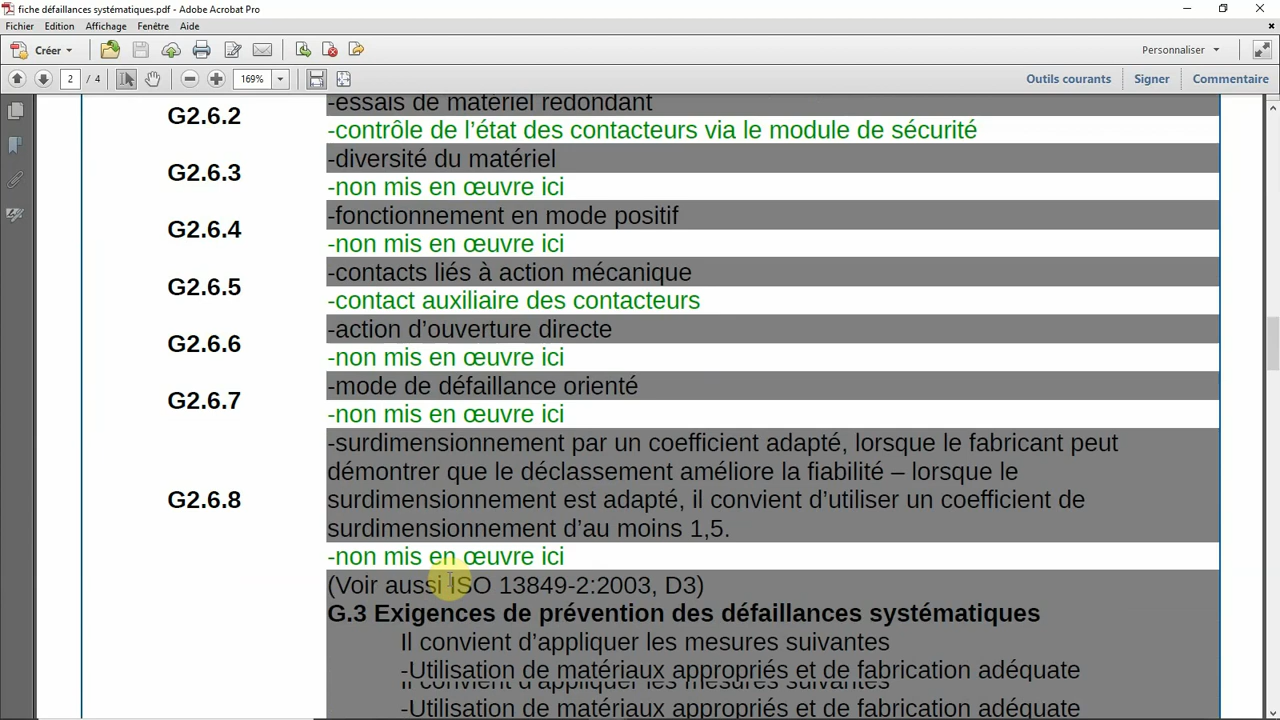 fiche défaillances systématiques.pdf - Adobe Acrobat Pro
Fichier Edition Affichage Fenêtre Aide
Créer Personnaliser
2 / 4 169% Outils courants Signer Commentaire
-essais de matériel redondant
G2.6.2
-contrôle de l’état des contacteurs via le module de sécurité
-diversité du matériel
G2.6.3
-non mis en œuvre ici
-fonctionnement en mode positif
G2.6.4
-non mis en œuvre ici
-contacts liés à action mécanique
G2.6.5
-contact auxiliaire des contacteurs
-action d’ouverture directe
G2.6.6
-non mis en œuvre ici
-mode de défaillance orienté
G2.6.7
-non mis en œuvre ici
-surdimensionnement par un coefficient adapté, lorsque le fabricant peut
démontrer que le déclassement améliore la fiabilité – lorsque le
G2.6.8
surdimensionnement est adapté, il convient d’utiliser un coefficient de
surdimensionnement d’au moins 1,5.
-non mis en œuvre ici
(Voir aussi ISO 13849-2:2003, D3)
G.3 Exigences de prévention des défaillances systématiques
Il convient d’appliquer les mesures suivantes
-Utilisation de matériaux appropriés et de fabrication adéquate
Il convient d’appliquer les mesures suivantes
-Utilisation de matériaux appropriés et de fabrication adéquate